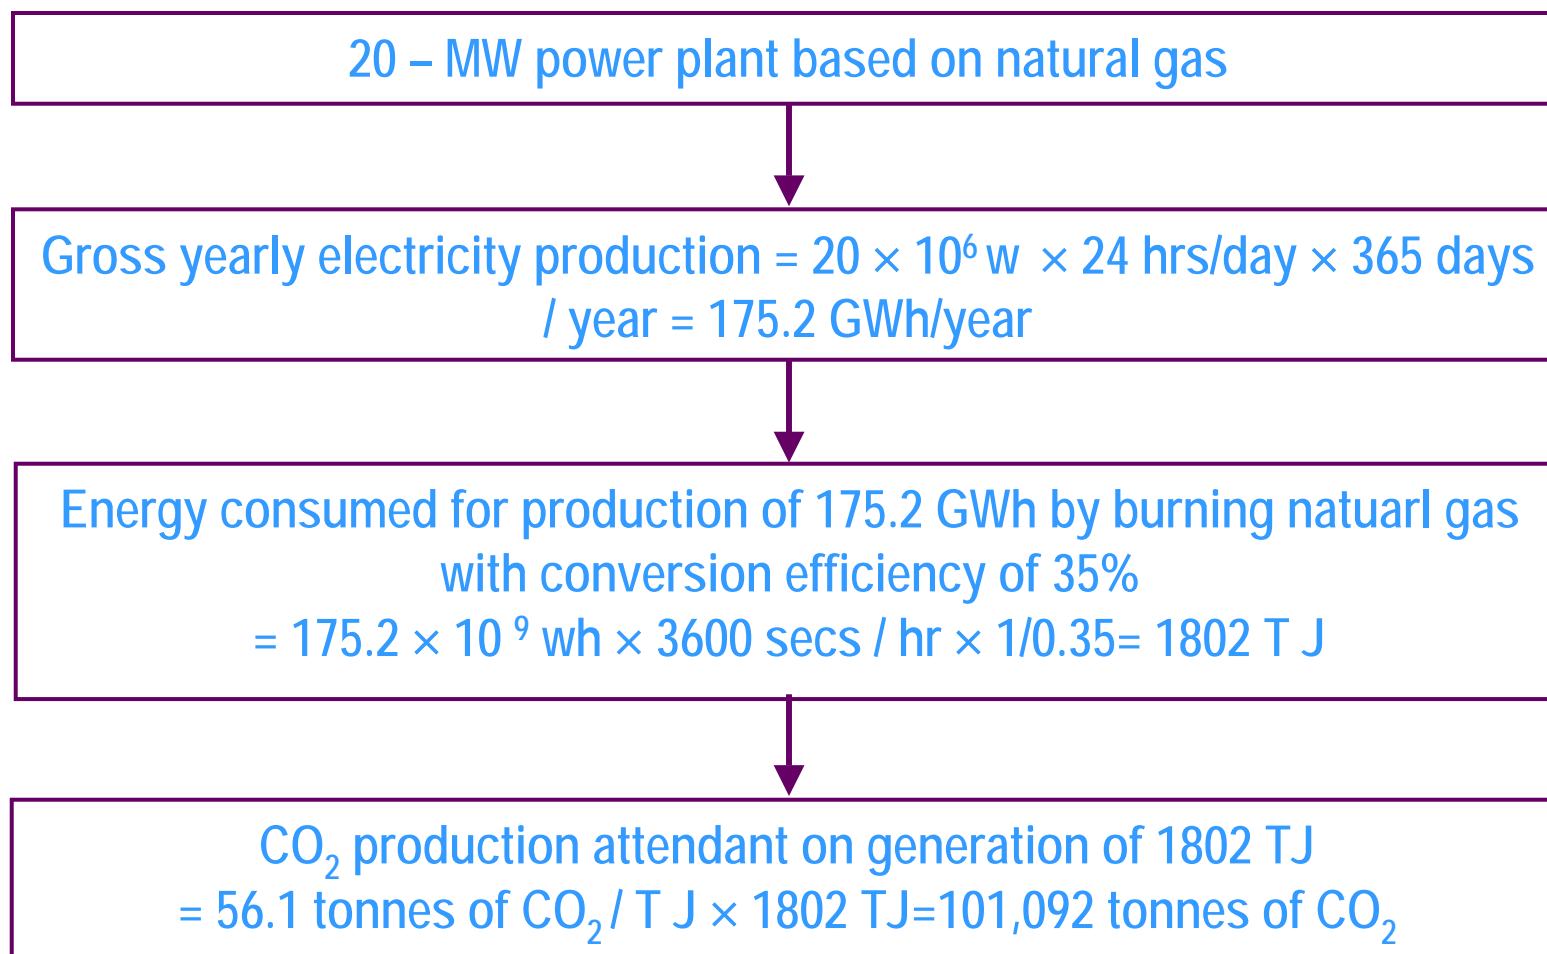 20 – MW power plant based on natural gas
Gross yearly electricity production = 20 × 10⁶ w × 24 hrs/day × 365 days
/ year = 175.2 GWh/year
Energy consumed for production of 175.2 GWh by burning natuarl gas
with conversion efficiency of 35%
= 175.2 × 10 ⁹ wh × 3600 secs / hr × 1/0.35= 1802 T J
CO₂ production attendant on generation of 1802 TJ
= 56.1 tonnes of CO₂ / T J × 1802 TJ=101,092 tonnes of CO₂